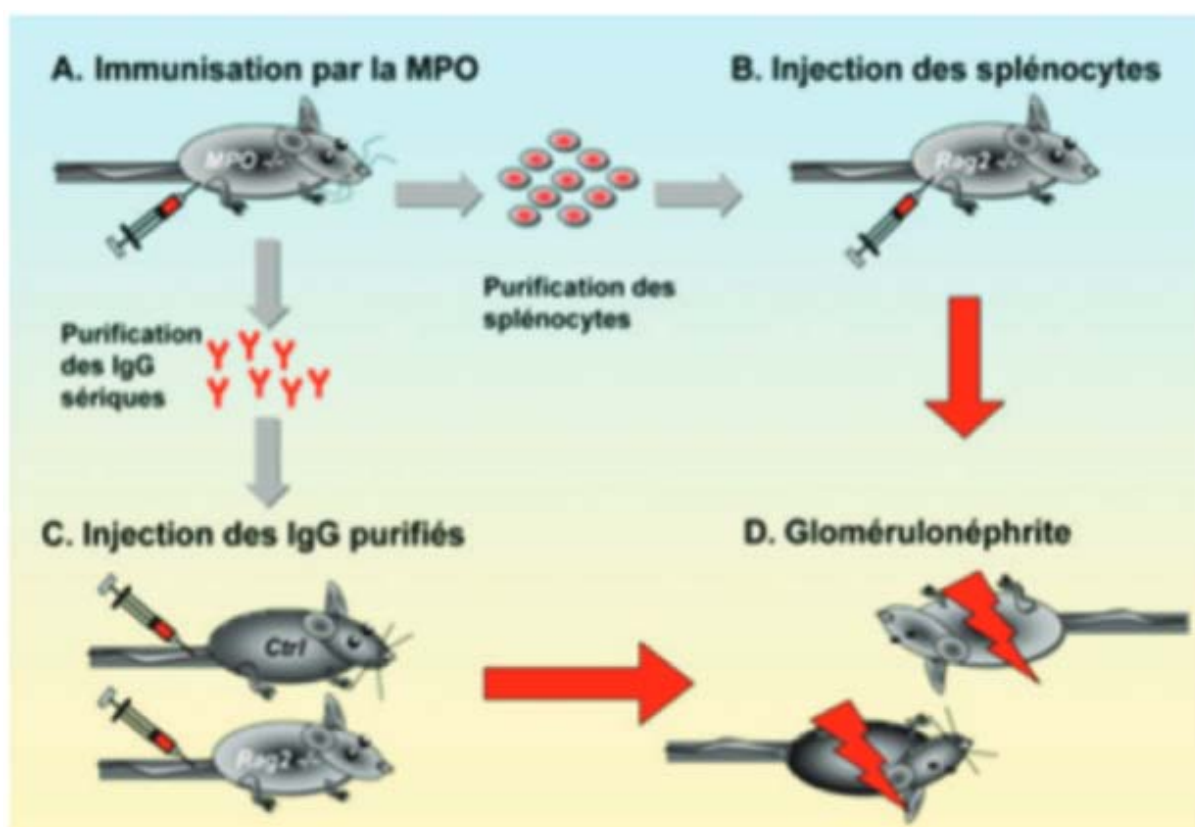 A. Immunisation par la MPO
B. Injection des splénocytes
MPO -/-
Rag2 -/-
Purification des
splénocytes
Purification
des IgG
sériques
C. Injection des IgG purifiés
D. Glomérulonéphrite
Ctrl
Rag2 -/-